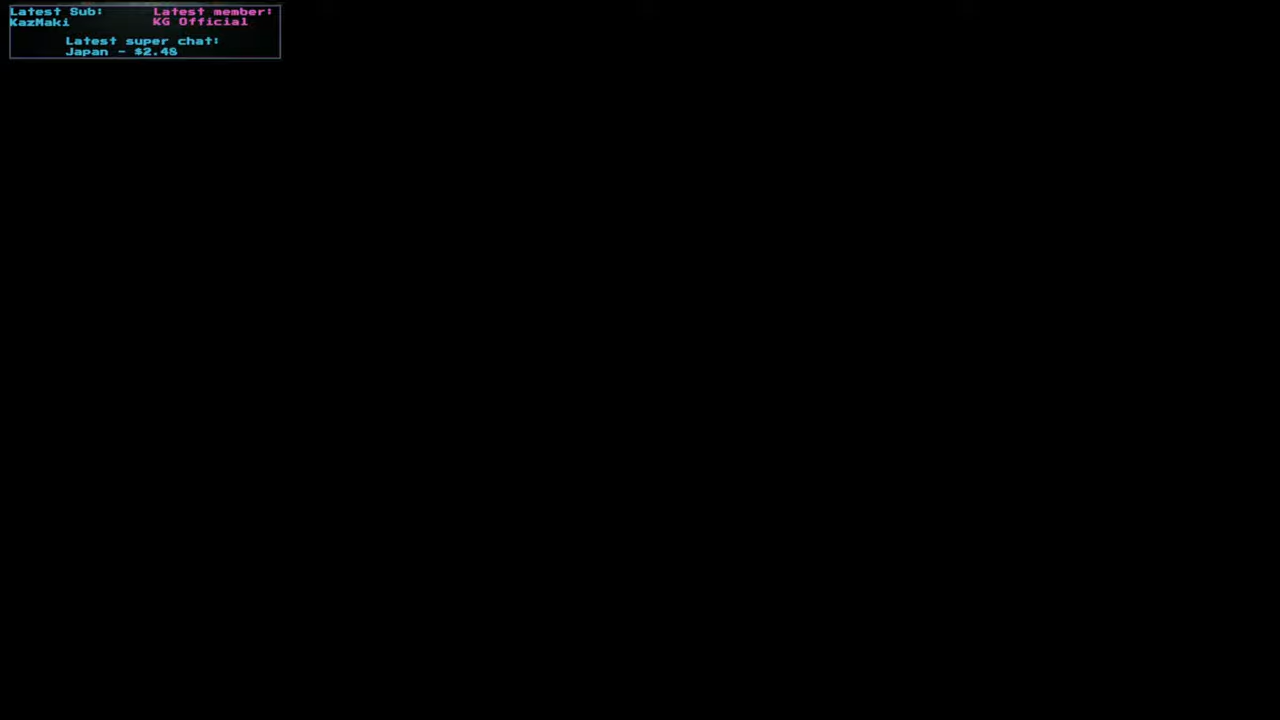 Latest Sub:
KazMaki
Latest member:
KG Official
Latest super chat:
Japan - $2.48